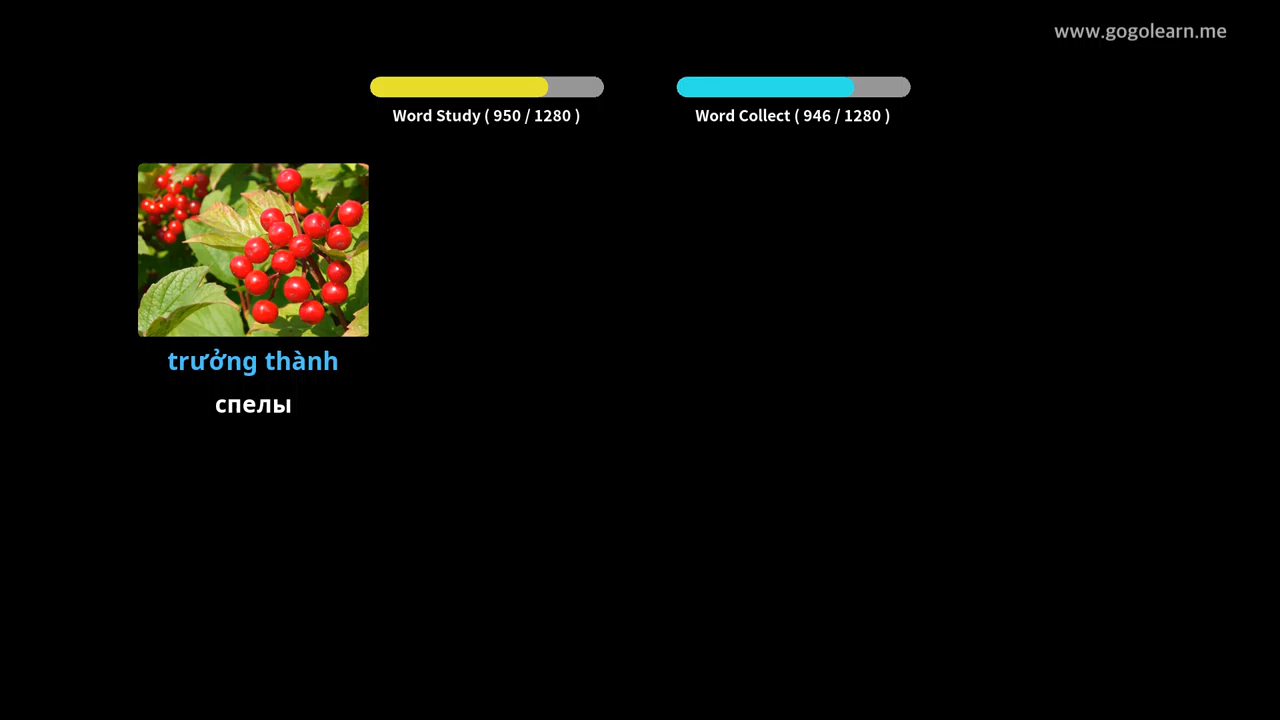 www.gogolearn.me
Word Study ( 950 / 1280 )
Word Collect ( 946 / 1280 )
trưởng thành
спелы